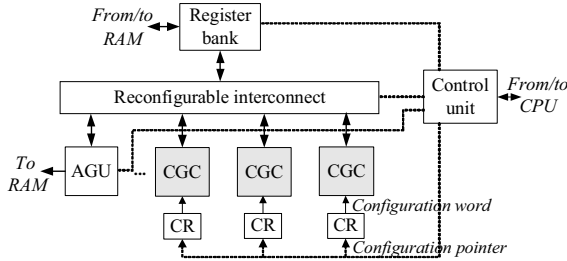 From/to
RAM
Register
bank
Reconfigurable interconnect
Control
unit
From/to
CPU
To
RAM
AGU
...
CGC
CGC
CGC
Configuration word
CR
CR
CR
Configuration pointer